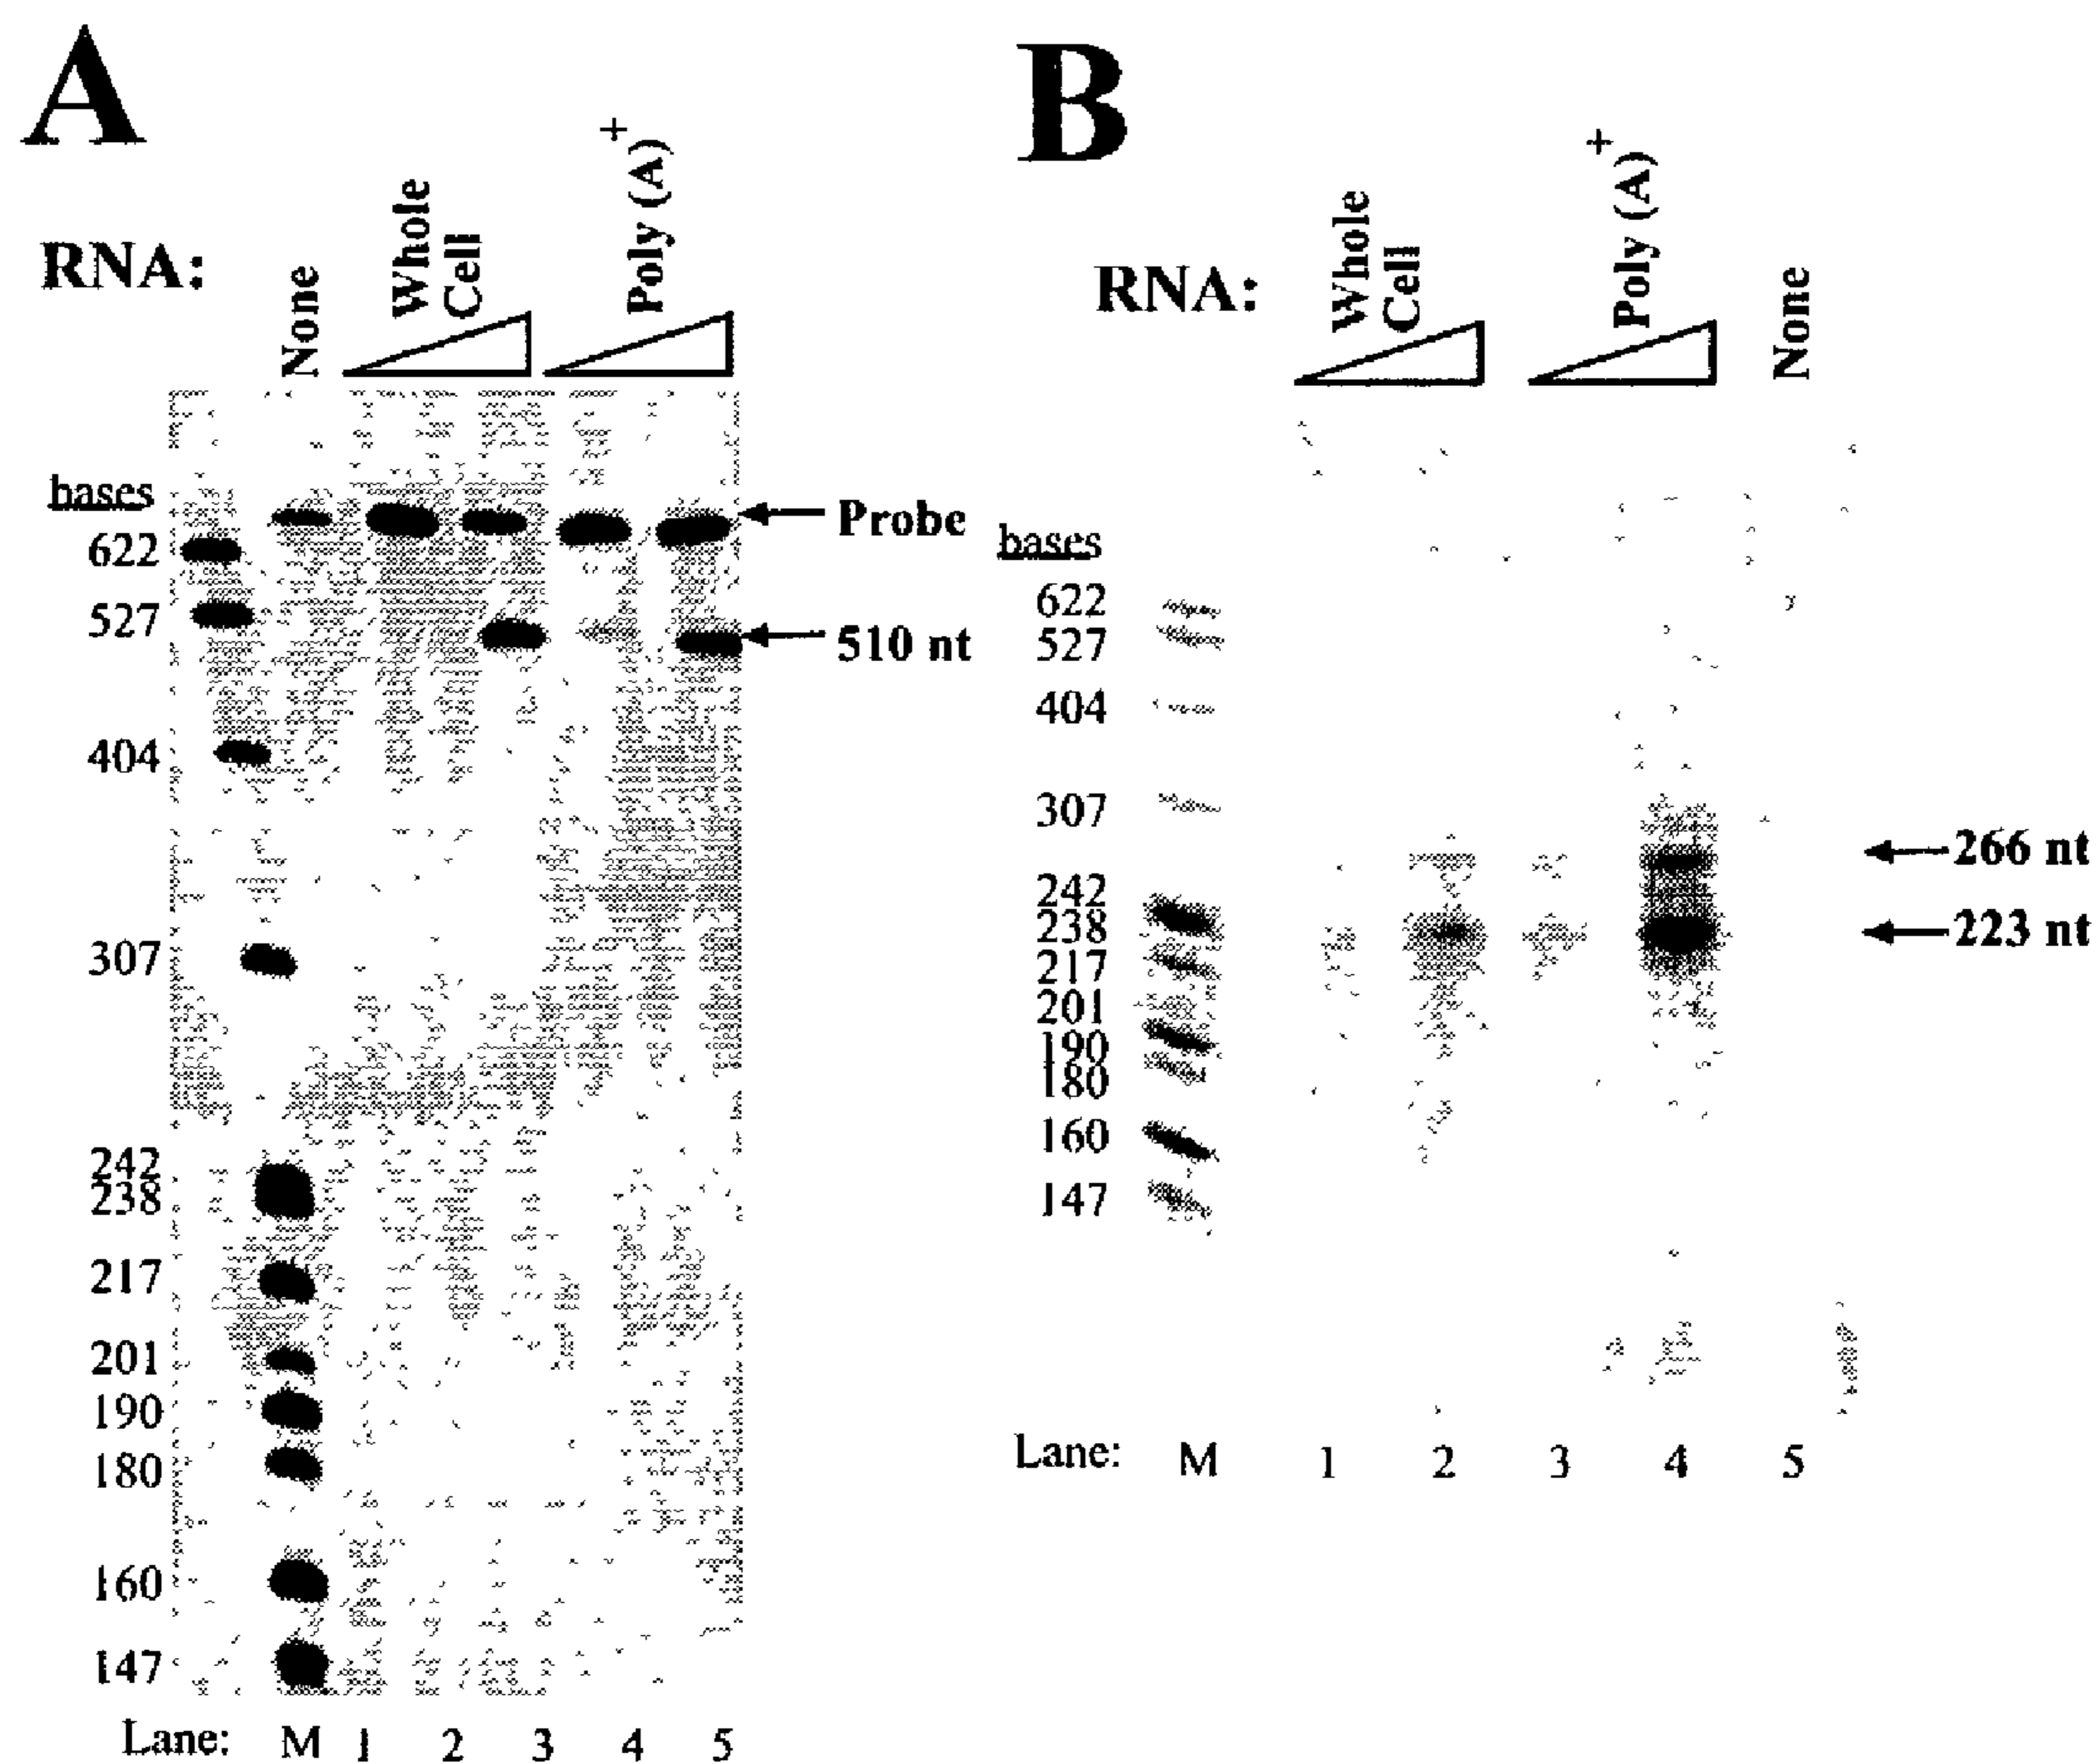 A
RNA:
None
Whole
Cell
Poly (A)+
bases
622
527
404
307
242
238
217
201
190
180
160
147
Probe
510 nt
Lane: M 1 2 3 4 5
B
RNA:
Whole
Cell
Poly (A)+
None
bases
622
527
404
307
242
238
217
201
190
180
160
147
266 nt
223 nt
Lane: M 1 2 3 4 5